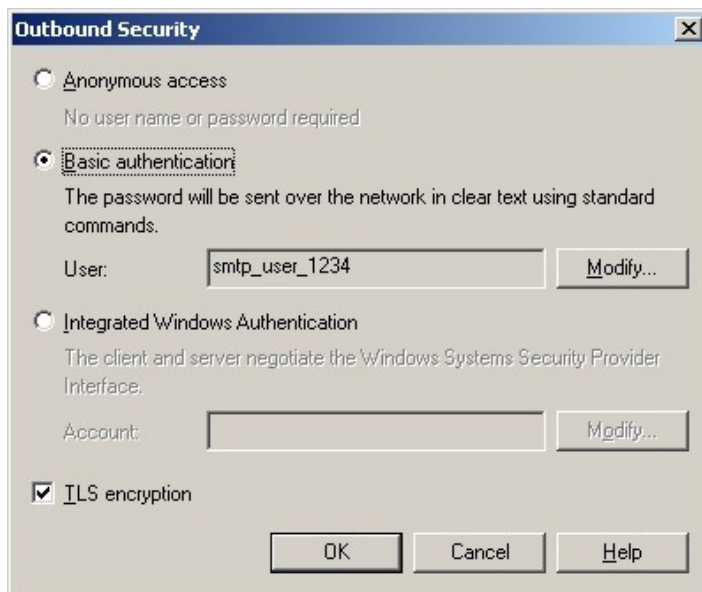 Outbound Security
Anonymous access
No user name or password required
Basic authentication
The password will be sent over the network in clear text using standard
commands.
User: smtp_user_1234 Modify...
Integrated Windows Authentication
The client and server negotiate the Windows Systems Security Provider
Interface.
Account: Modify...
TLS encryption
OK Cancel Help